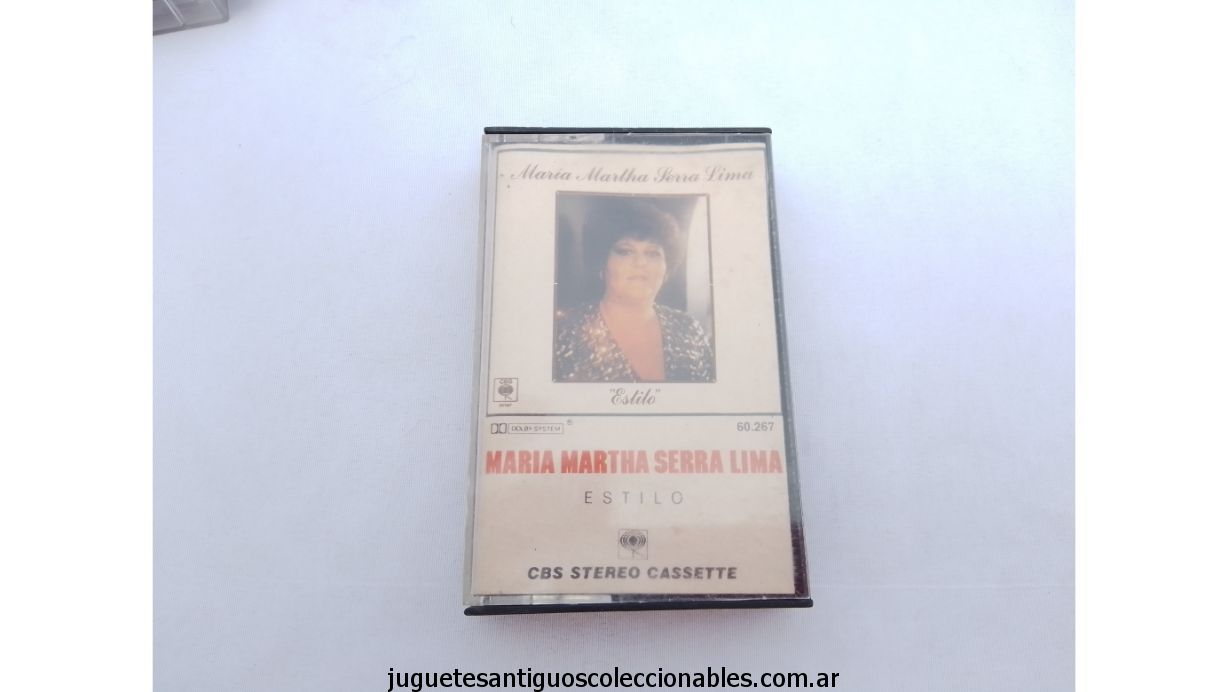 Maria Martha Serra Lima
CBS
"Estilo"
DOLBY SYSTEM ®
60.267
MARIA MARTHA SERRA LIMA
ESTILO
CBS STEREO CASSETTE
juguetesantiguoscoleccionables.com.ar